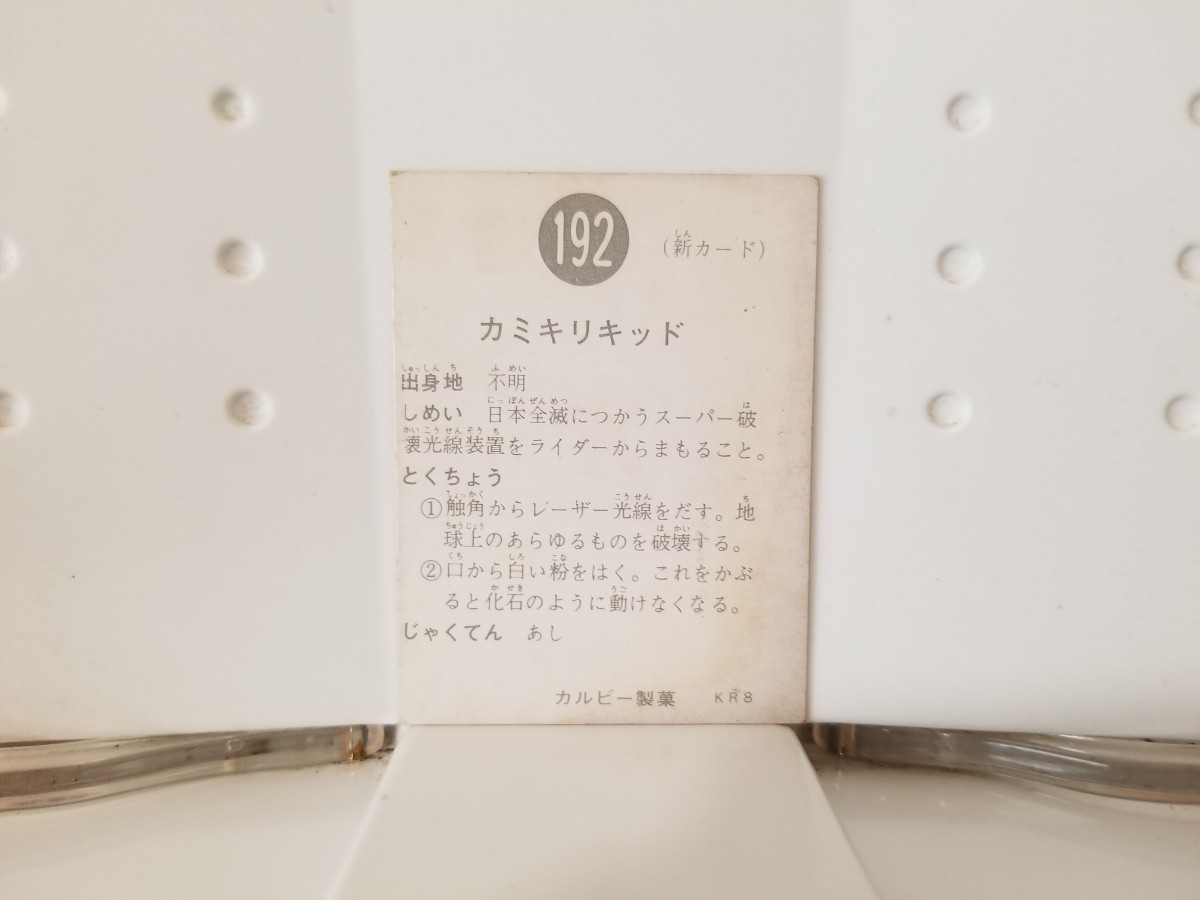 192
(新カード)
カミキリキッド
出身地　不明
しめい　日本全滅につかうスーパー破
壊光線装置をライダーからまもること。
とくちょう
①触角からレーザー光線をだす。地
球上のあらゆるものを破壊する。
②口から白い粉をはく。これをかぶ
ると化石のように動けなくなる。
じゃくてん　あし
カルビー製菓　KR8